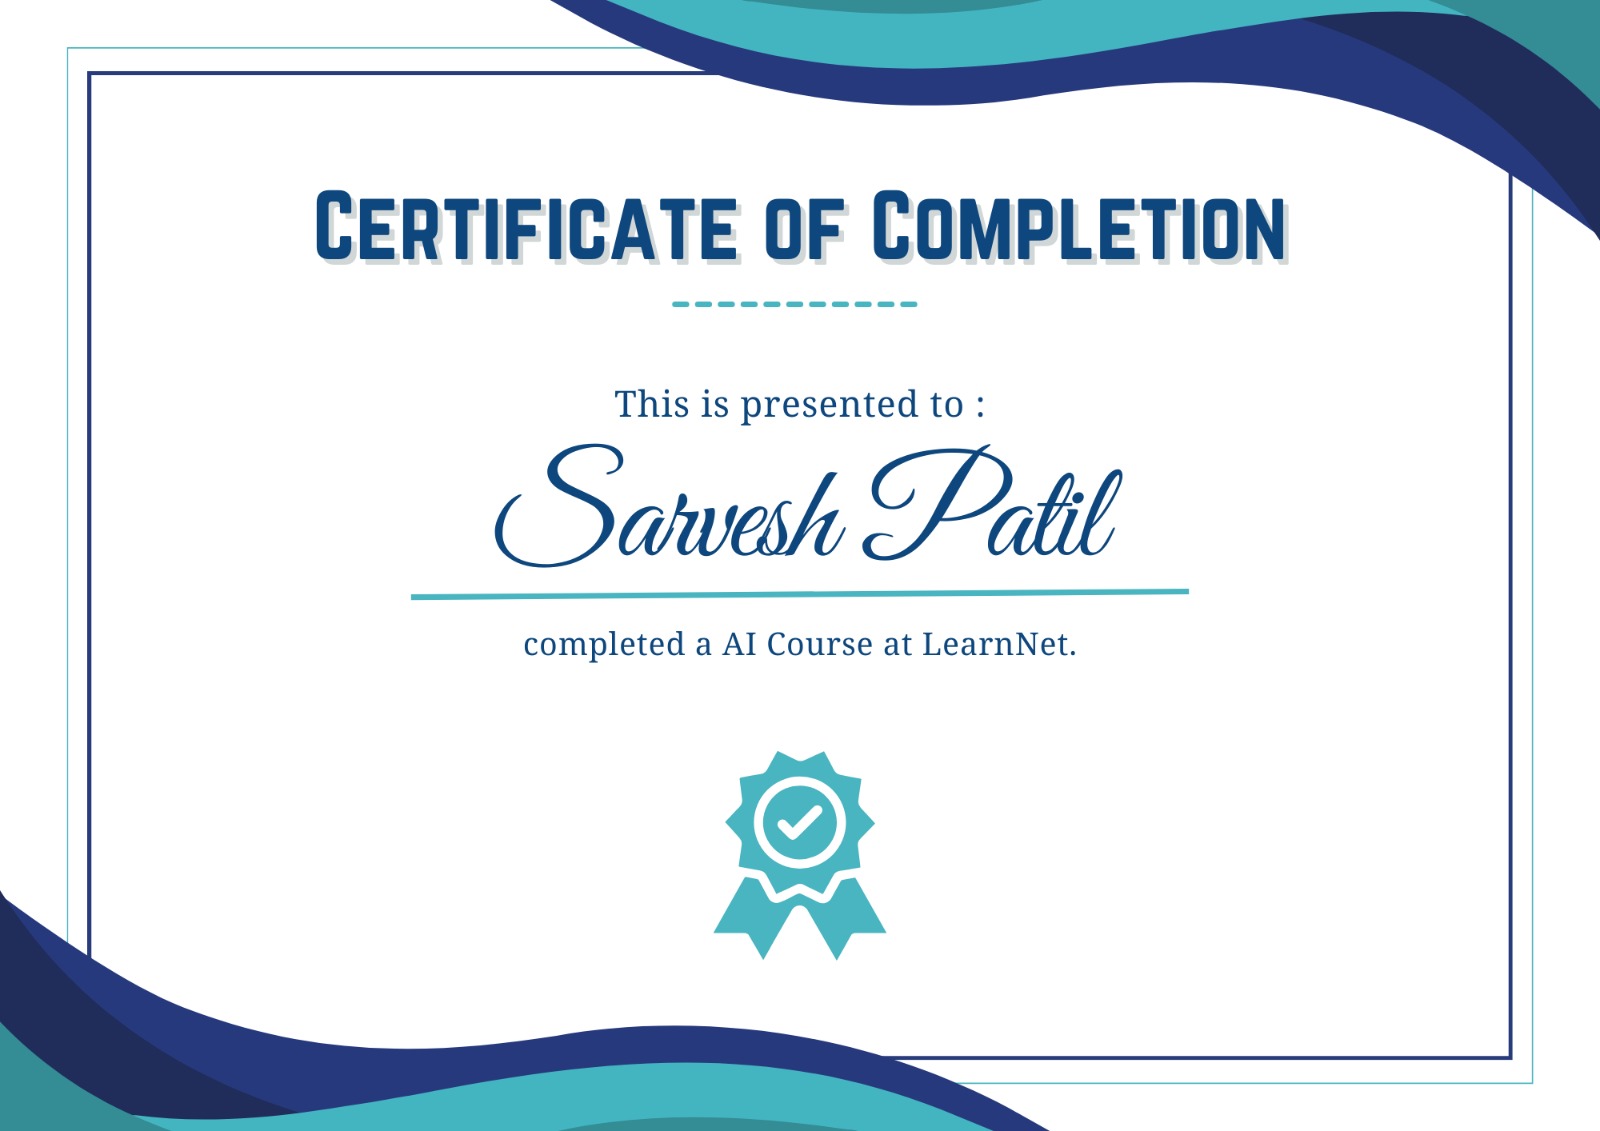 Certificate of Completion
This is presented to :
Sarvesh Patil
completed a AI Course at LearnNet.